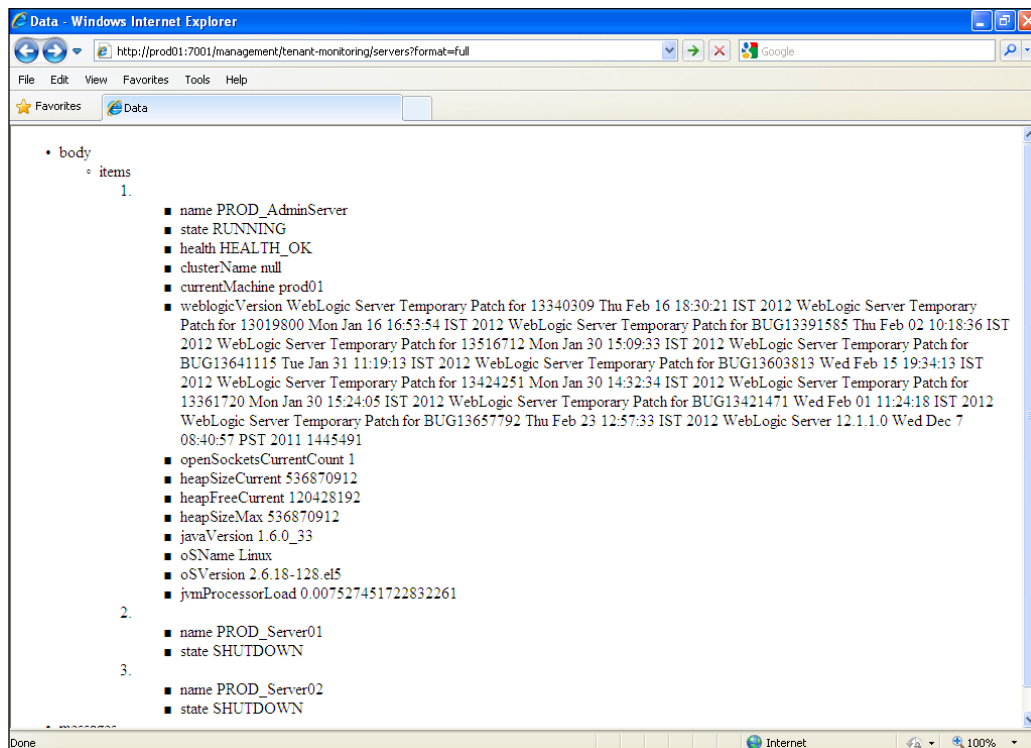 Data - Windows Internet Explorer
http://prod01:7001/management/tenant-monitoring/servers?format=full
Google
File Edit View Favorites Tools Help
Favorites
Data
• body
◦ items
1.
▪ name PROD_AdminServer
▪ state RUNNING
▪ health HEALTH_OK
▪ clusterName null
▪ currentMachine prod01
▪ weblogicVersion WebLogic Server Temporary Patch for 13340309 Thu Feb 16 18:30:21 IST 2012 WebLogic Server Temporary
Patch for 13019800 Mon Jan 16 16:53:54 IST 2012 WebLogic Server Temporary Patch for BUG13391585 Thu Feb 02 10:18:36 IST
2012 WebLogic Server Temporary Patch for 13516712 Mon Jan 30 15:09:33 IST 2012 WebLogic Server Temporary Patch for
BUG13641115 Tue Jan 31 11:19:13 IST 2012 WebLogic Server Temporary Patch for BUG13603813 Wed Feb 15 19:34:13 IST
2012 WebLogic Server Temporary Patch for 13424251 Mon Jan 30 14:32:34 IST 2012 WebLogic Server Temporary Patch for
13361720 Mon Jan 30 15:24:05 IST 2012 WebLogic Server Temporary Patch for BUG13421471 Wed Feb 01 11:24:18 IST 2012
WebLogic Server Temporary Patch for BUG13657792 Thu Feb 23 12:57:33 IST 2012 WebLogic Server 12.1.1.0 Wed Dec 7
08:40:57 PST 2011 1445491
▪ openSocketsCurrentCount 1
▪ heapSizeCurrent 536870912
▪ heapFreeCurrent 120428192
▪ heapSizeMax 536870912
▪ javaVersion 1.6.0_33
▪ oSName Linux
▪ oSVersion 2.6.18-128.el5
▪ jvmProcessorLoad 0.007527451722832261
2.
▪ name PROD_Server01
▪ state SHUTDOWN
3.
▪ name PROD_Server02
▪ state SHUTDOWN
Done
Internet
100%